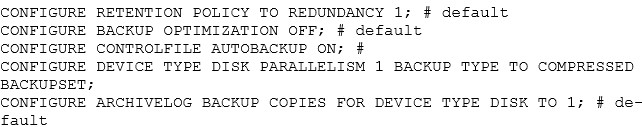 CONFIGURE RETENTION POLICY TO REDUNDANCY 1; # default
CONFIGURE BACKUP OPTIMIZATION OFF; # default
CONFIGURE CONTROLFILE AUTOBACKUP ON; #
CONFIGURE DEVICE TYPE DISK PARALLELISM 1 BACKUP TYPE TO COMPRESSED
BACKUPSET;
CONFIGURE ARCHIVELOG BACKUP COPIES FOR DEVICE TYPE DISK TO 1; # de-
fault